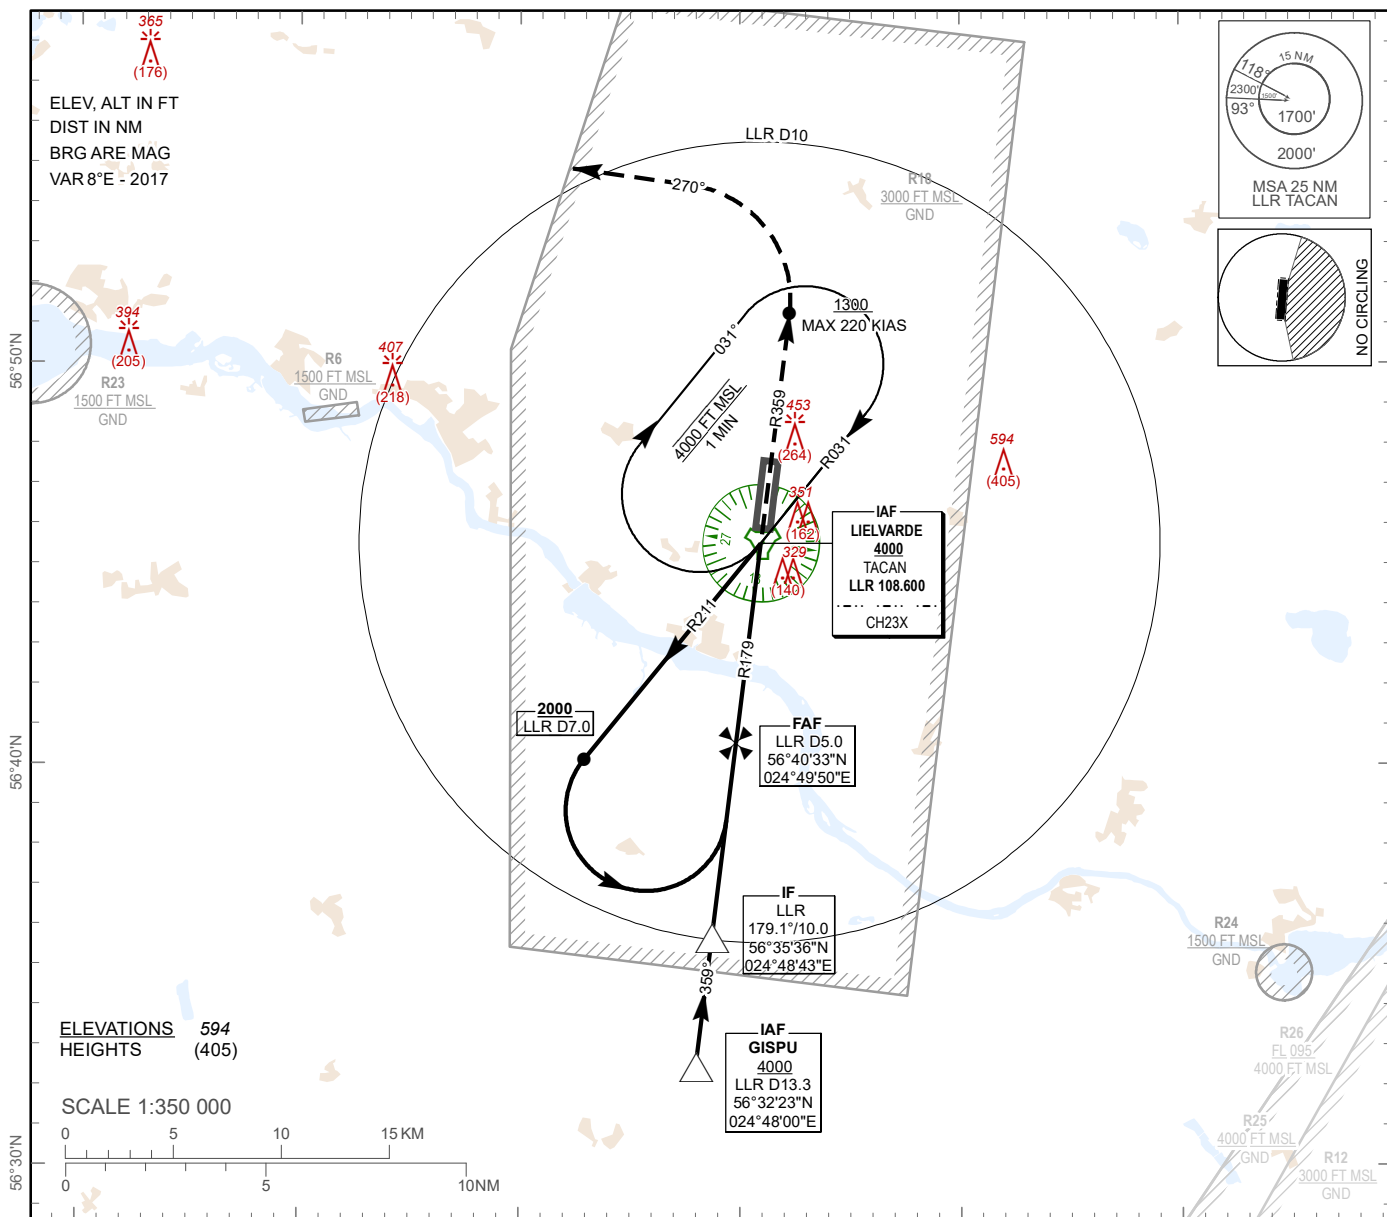 365
(176)
ELEV, ALT IN FT
DIST IN NM
BRG ARE MAG
VAR 8°E - 2017
LLR D10
270°
R18
3000 FT MSL
GND
15 NM
118°
2300'
1500'
93°
1700'
2000'
MSA 25 NM
LLR TACAN
NO CIRCLING
1300
MAX 220 KIAS
031°
4000 FT MSL
1 MIN
R359
R031
394
(205)
R23
1500 FT MSL
GND
R6
1500 FT MSL
GND
407
(218)
56°50'N
453
(264)
594
(405)
351
(162)
329
(140)
27
18
IAF
LIELVARDE
4000
TACAN
LLR 108.600
CH23X
R211
R179
2000
LLR D7.0
FAF
LLR D5.0
56°40'33"N
024°49'50"E
56°40'N
IF
LLR
179.1°/10.0
56°35'36"N
024°48'43"E
359°
IAF
GISPU
4000
LLR D13.3
56°32'23"N
024°48'00"E
R24
1500 FT MSL
GND
R26
FL 095
4000 FT MSL
R25
4000 FT MSL
GND
R12
3000 FT MSL
GND
ELEVATIONS 594
HEIGHTS (405)
SCALE 1:350 000
0 5 10 15 KM
0 5 10NM
56°30'N